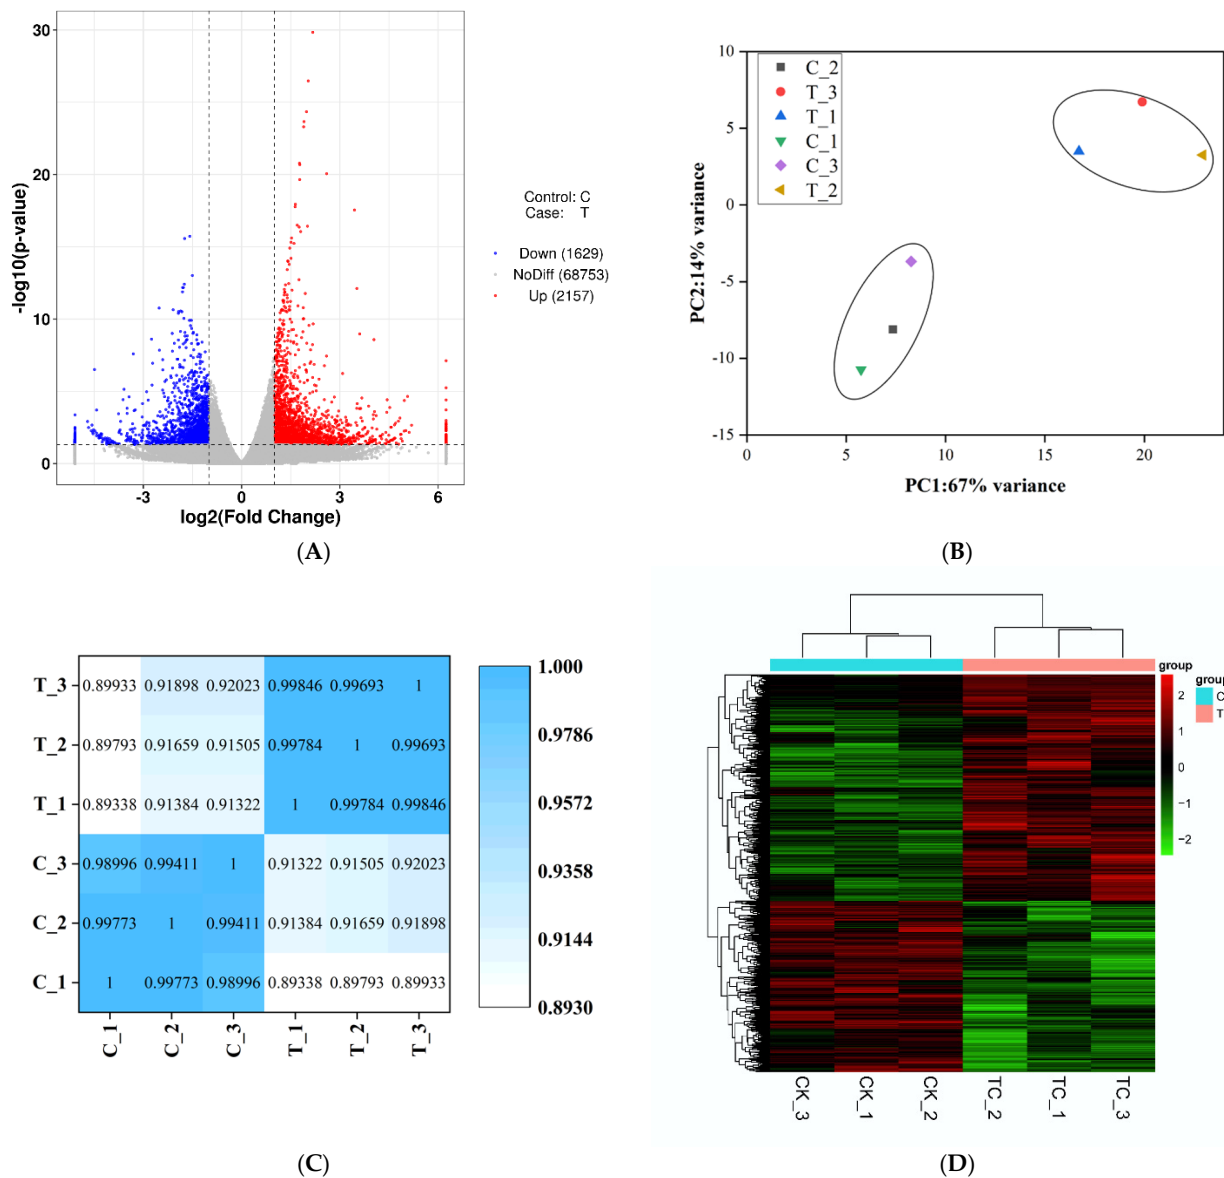 30
20
10
0
-log10(p-value)
-3
0
3
6
log2(Fold Change)
Control: C
Case: T
Down (1629)
NoDiff (68753)
Up (2157)
(A)
10
5
0
-5
-10
-15
PC2:14% variance
C_2
T_3
T_1
C_1
C_3
T_2
0
5
10
15
20
PC1:67% variance
(B)
T_3 0.89933 0.91898 0.92023 0.99846 0.99693 1
T_2 0.89793 0.91659 0.91505 0.99784 1 0.99693
T_1 0.89338 0.91384 0.91322 1 0.99784 0.99846
C_3 0.98996 0.99411 1 0.91322 0.91505 0.92023
C_2 0.99773 1 0.99411 0.91384 0.91659 0.91898
C_1 1 0.99773 0.98996 0.89338 0.89793 0.89933
C_1 C_2 C_3 T_1 T_2 T_3
1.000
0.9786
0.9572
0.9358
0.9144
0.8930
(C)
group
2
1
0
-1
-2
group
C
T
CK_3 CK_1 CK_2 TC_2 TC_1 TC_3
(D)